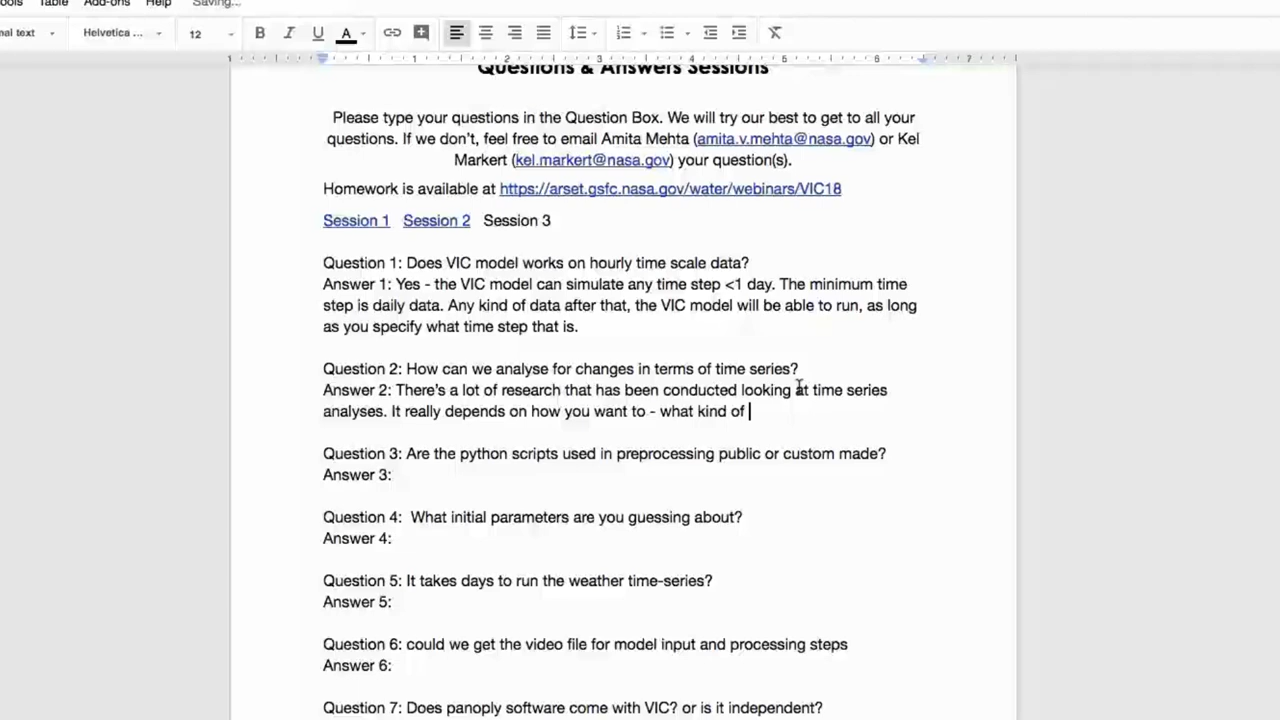 Table Add-ons Help Saving...
Helvetica ... 12 B I U A
1 1 2 3 4 5 6 7
Questions & Answers Sessions
Please type your questions in the Question Box. We will try our best to get to all your
questions. If we don't, feel free to email Amita Mehta (amita.v.mehta@nasa.gov) or Kel
Markert (kel.markert@nasa.gov) your question(s).
Homework is available at https://arset.gsfc.nasa.gov/water/webinars/VIC18
Session 1 Session 2 Session 3
Question 1: Does VIC model works on hourly time scale data?
Answer 1: Yes - the VIC model can simulate any time step <1 day. The minimum time
step is daily data. Any kind of data after that, the VIC model will be able to run, as long
as you specify what time step that is.
Question 2: How can we analyse for changes in terms of time series?
Answer 2: There's a lot of research that has been conducted looking at time series
analyses. It really depends on how you want to - what kind of
Question 3: Are the python scripts used in preprocessing public or custom made?
Answer 3:
Question 4: What initial parameters are you guessing about?
Answer 4:
Question 5: It takes days to run the weather time-series?
Answer 5:
Question 6: could we get the video file for model input and processing steps
Answer 6:
Question 7: Does panoply software come with VIC? or is it independent?